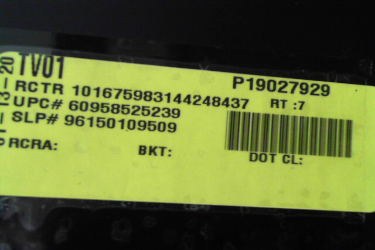 TV01
P19027929
RCTR 101675983144248437 RT :7
UPC# 60958525239
SLP# 96150109509
RCRA: BKT: DOT CL: